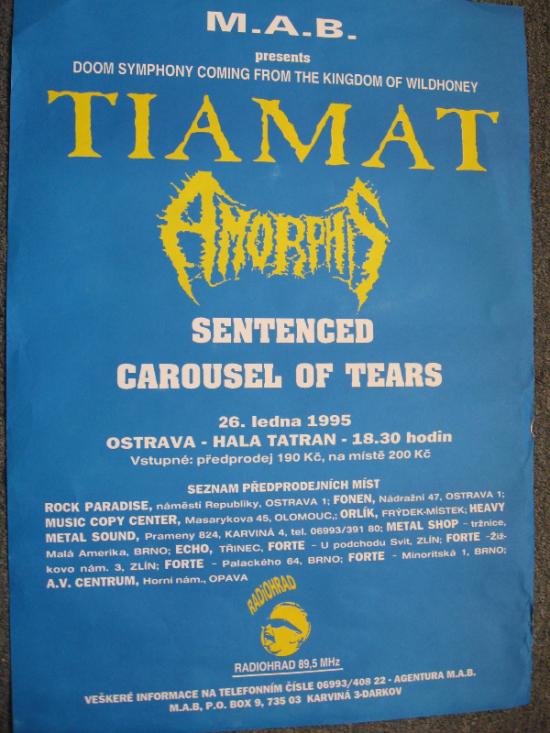 M.A.B.
presents
DOOM SYMPHONY COMING FROM THE KINGDOM OF WILDHONEY
TIAMAT
AMORPHIS
SENTENCED
CAROUSEL OF TEARS
26. ledna 1995
OSTRAVA - HALA TATRAN - 18.30 hodin
Vstupné: předprodej 190 Kč, na místě 200 Kč
SEZNAM PŘEDPRODEJNÍCH MÍST
ROCK PARADISE, náměstí Republiky, OSTRAVA 1; FONEN, Nádražní 47, OSTRAVA 1;
MUSIC COPY CENTER, Masarykova 45, OLOMOUC,; ORLÍK, FRÝDEK-MÍSTEK; HEAVY
METAL SOUND, Prameny 824, KARVINÁ 4, tel. 06993/391 80; METAL SHOP - tržnice,
Malá Amerika, BRNO; ECHO, TŘINEC, FORTE - U podchodu Svit, ZLÍN; FORTE -Žiž-
kovo nám. 3, ZLÍN; FORTE - Palackého 64, BRNO; FORTE - Minoritská 1, BRNO;
A.V. CENTRUM, Horní nám., OPAVA
RADIOHRAD
RADIOHRAD 89,5 MHz
VEŠKERÉ INFORMACE NA TELEFONNÍM ČÍSLE 06993/408 22 - AGENTURA M.A.B.
M.A.B, P.O. BOX 9, 735 03 KARVINÁ 3-DARKOV